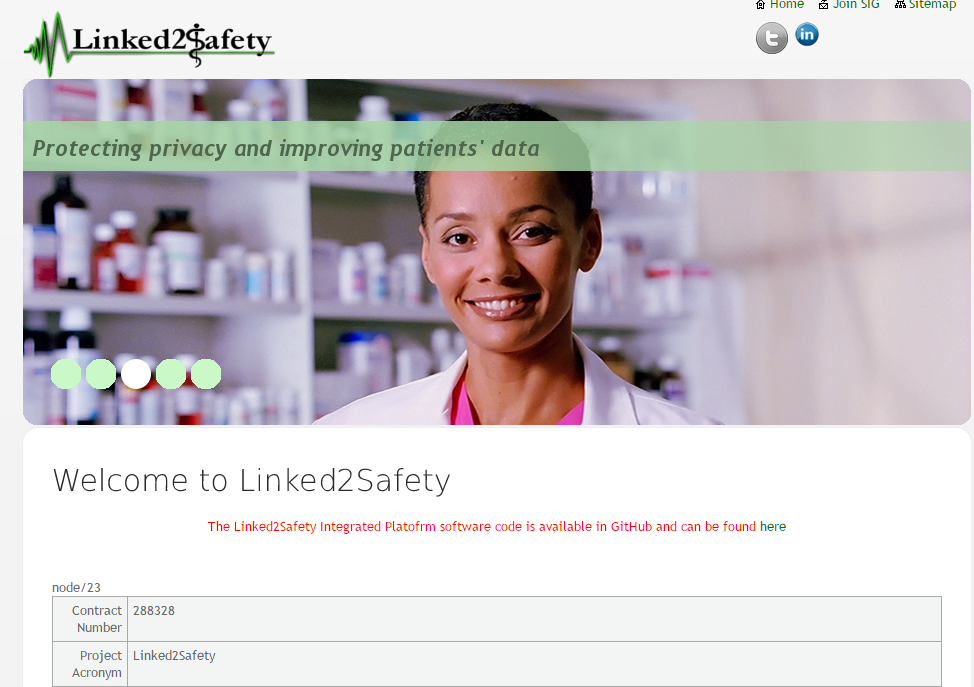 Home Join SIG Sitemap
Linked2Safety
t in
Protecting privacy and improving patients' data
Welcome to Linked2Safety
The Linked2Safety Integrated Platofrm software code is available in GitHub and can be found here
node/23
Contract Number 288328
Project Acronym Linked2Safety